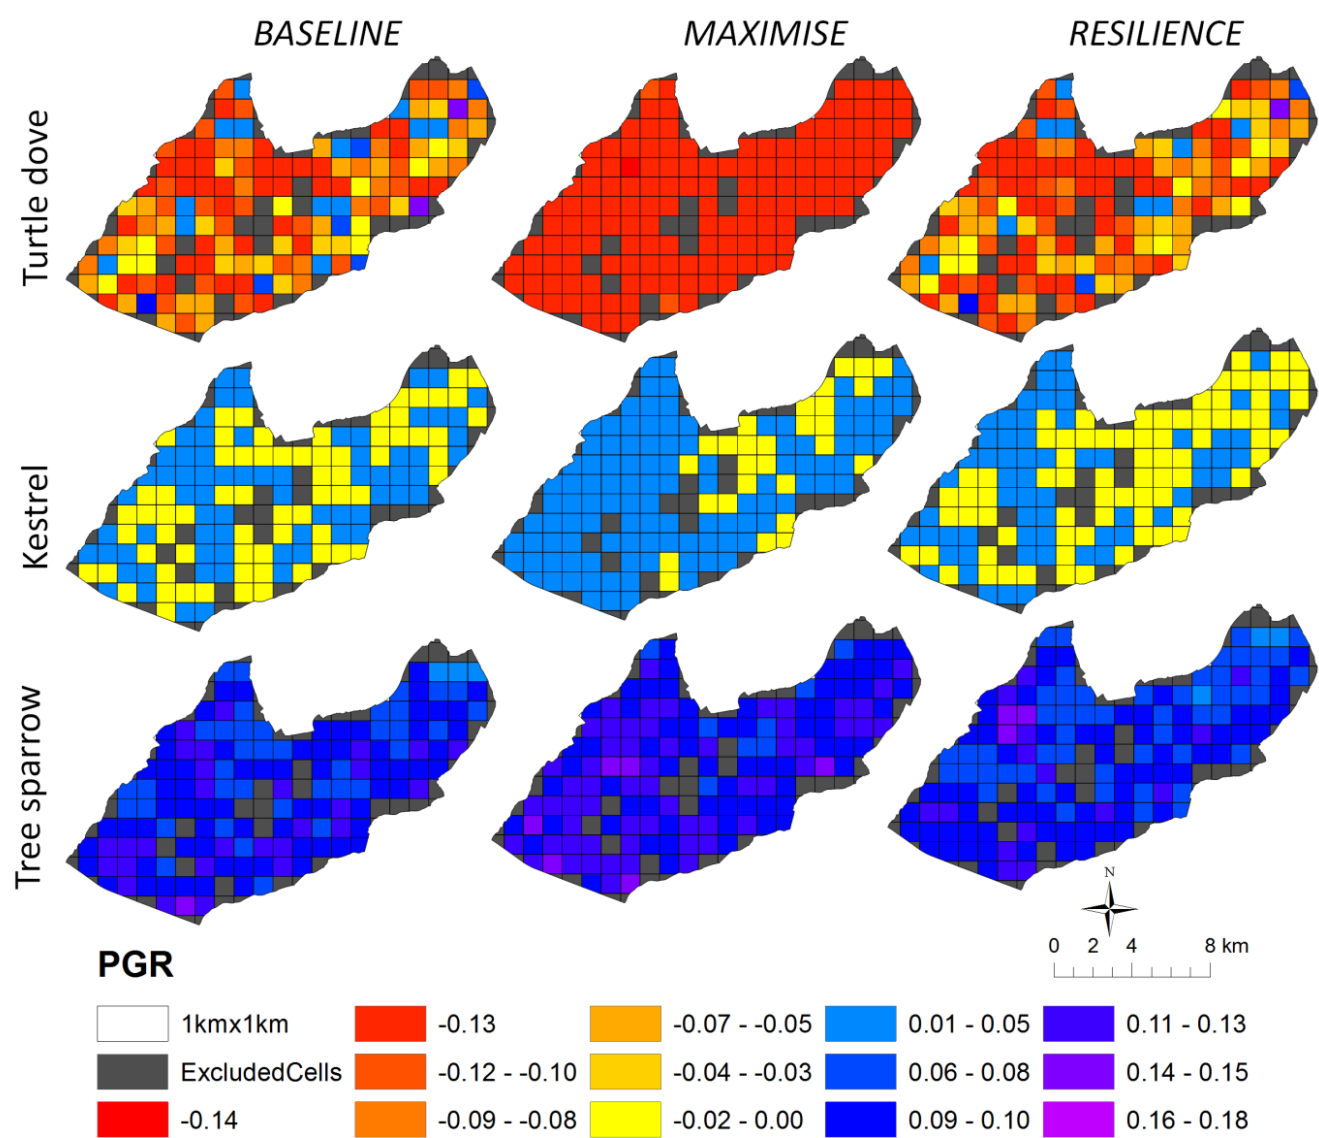 BASELINE MAXIMISE RESILIENCE
Turtle dove
Kestrel
Tree sparrow
N
0 2 4 8 km
PGR
1kmx1km -0.13 -0.07 - -0.05 0.01 - 0.05 0.11 - 0.13
ExcludedCells -0.12 - -0.10 -0.04 - -0.03 0.06 - 0.08 0.14 - 0.15
-0.14 -0.09 - -0.08 -0.02 - 0.00 0.09 - 0.10 0.16 - 0.18